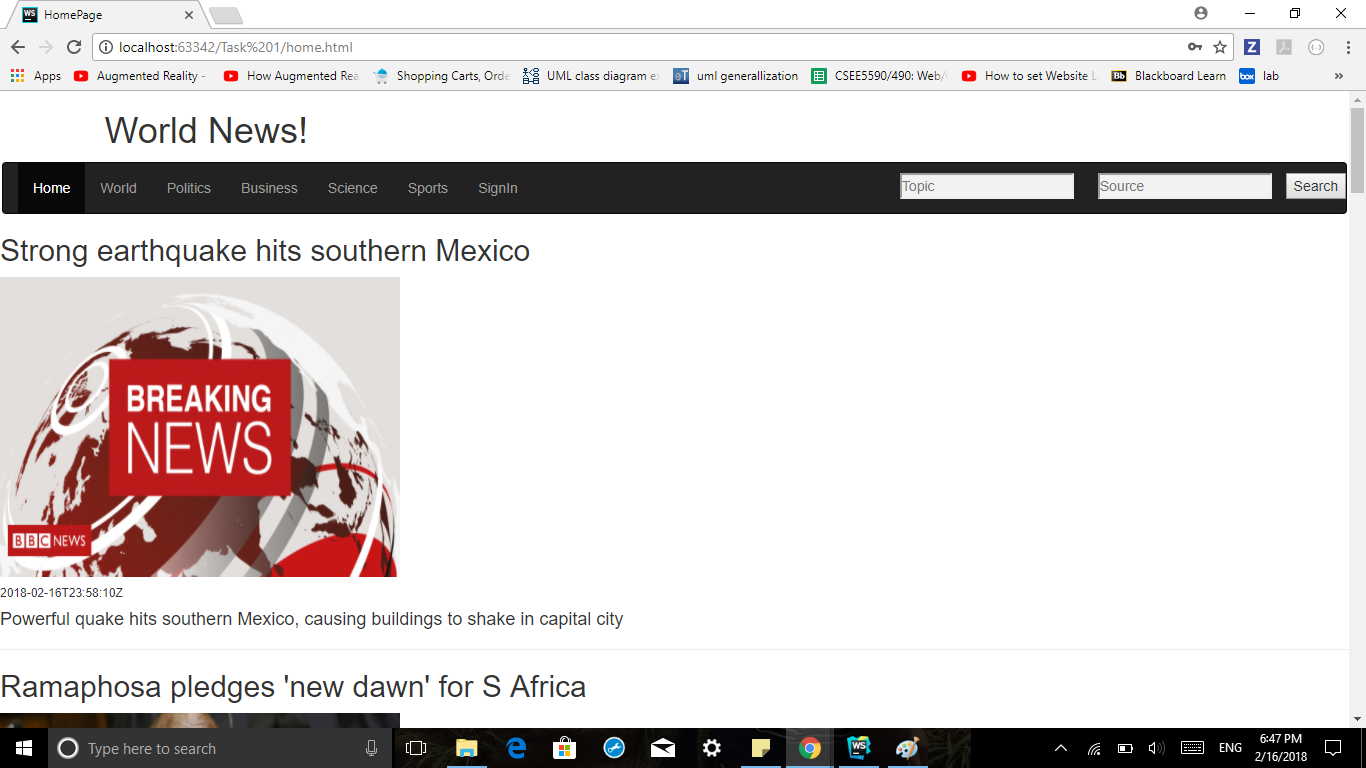 HomePage
localhost:63342/Task%201/home.html
Apps Augmented Reality - How Augmented Rea Shopping Carts, Orde UML class diagram ex uml generallization CSEE5590/490: Web/ How to set Website L Bb Blackboard Learn box lab »
World News!
Home World Politics Business Science Sports SignIn Topic Source Search
Strong earthquake hits southern Mexico
BREAKING
NEWS
BBC NEWS
2018-02-16T23:58:10Z
Powerful quake hits southern Mexico, causing buildings to shake in capital city
Ramaphosa pledges 'new dawn' for S Africa
Type here to search ENG 6:47 PM
2/16/2018